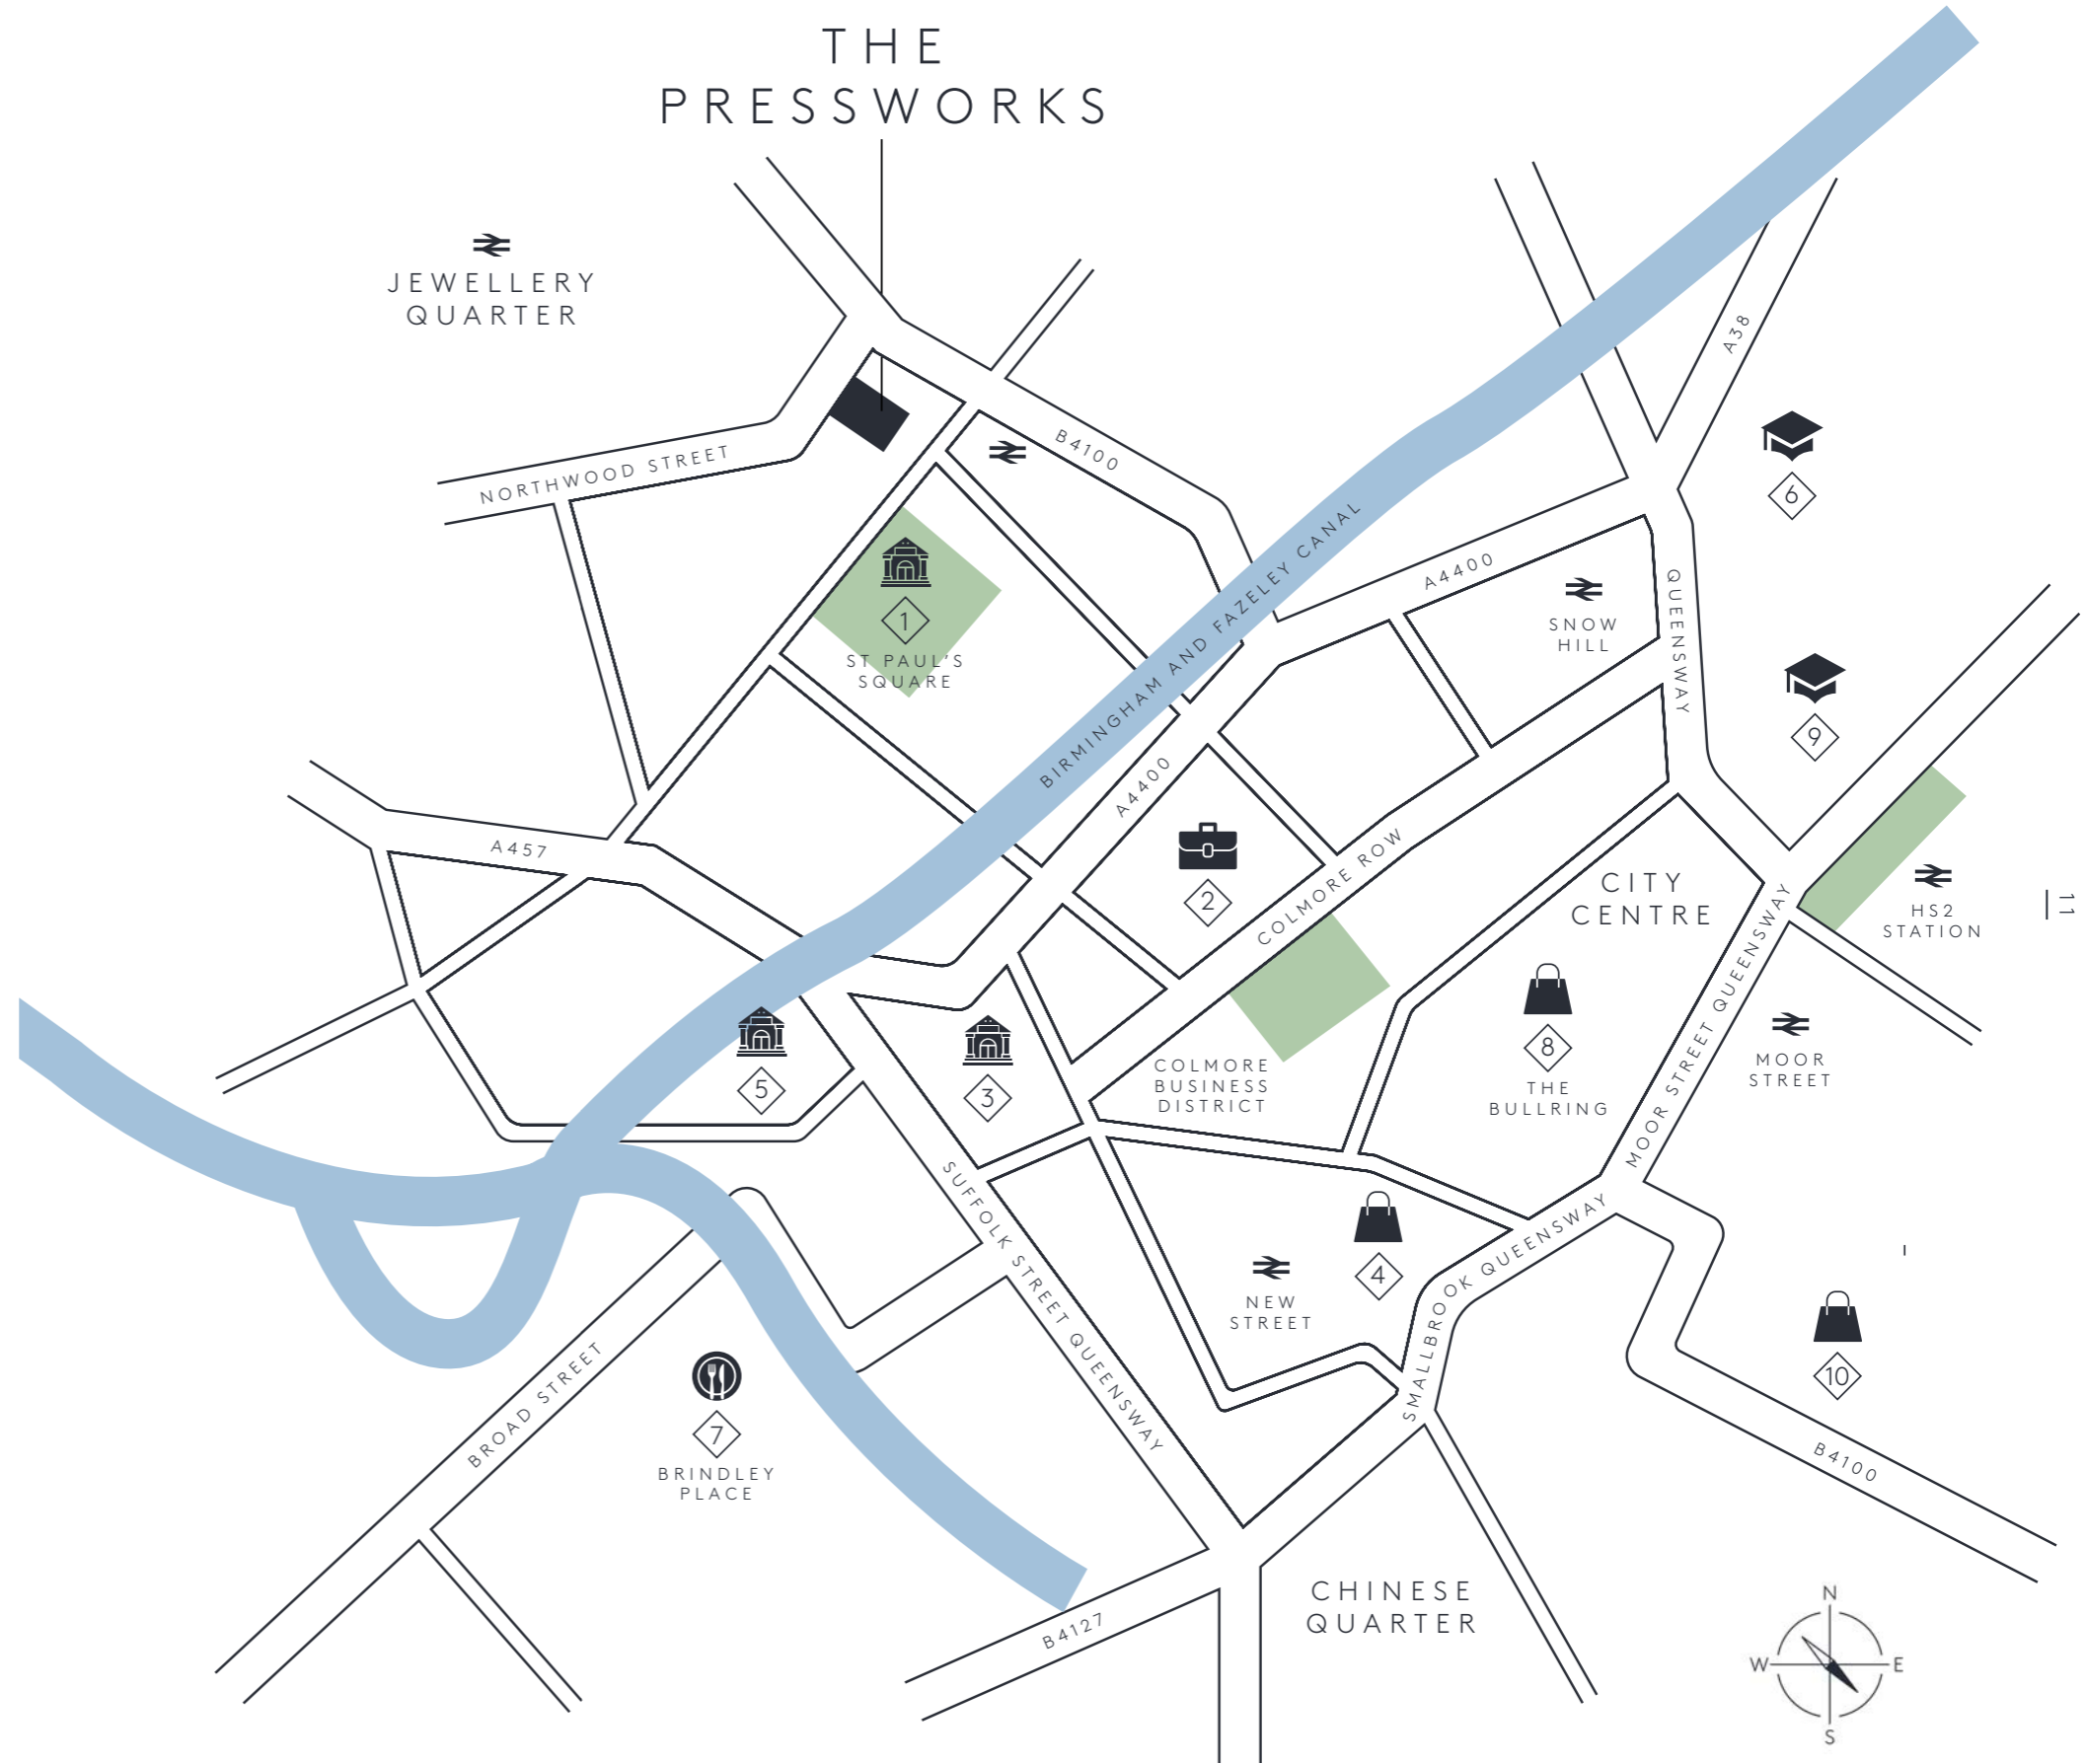 THE
PRESSWORKS
JEWELLERY
QUARTER
A38
B4100
NORTHWOOD STREET
6
BIRMINGHAM AND FAZELEY CANAL
A4400
QUEENSWAY
1
ST PAUL'S
SQUARE
SNOW
HILL
9
A4400
A457
COLMORE ROW
2
CITY
CENTRE
HS2
STATION
11
MOOR STREET QUEENSWAY
8
THE
BULLRING
MOOR
STREET
COLMORE
BUSINESS
DISTRICT
5
3
SUFFOLK STREET QUEENSWAY
SMALLBROOK QUEENSWAY
4
NEW
STREET
10
BROAD STREET
7
BRINDLEY
PLACE
B4100
CHINESE
QUARTER
B4127
N
W
E
S